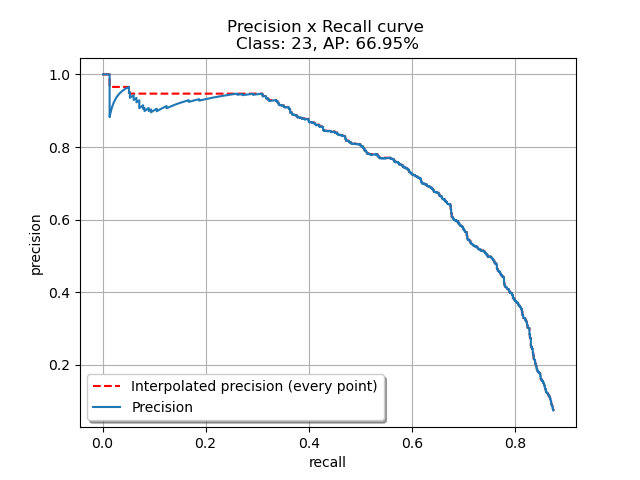 Precision x Recall curve
Class: 23, AP: 66.95%
precision
1.0
0.8
0.6
0.4
0.2
Interpolated precision (every point)
Precision
0.0 0.2 0.4 0.6 0.8
recall